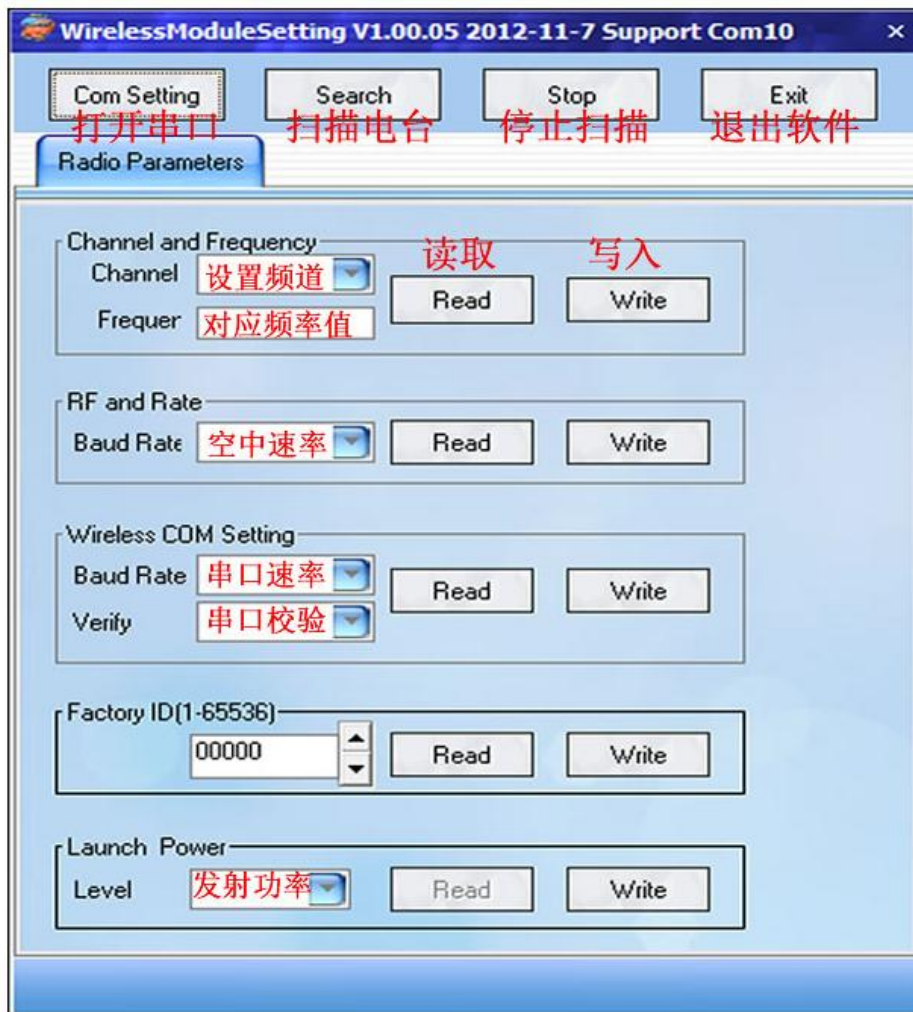 WirelessModuleSetting V1.00.05 2012-11-7 Support Com10
Com Setting Search Stop Exit
打开串口 扫描电台 停止扫描 退出软件
Radio Parameters
Channel and Frequency 读取 写入
Channel 设置频道 Read Write
Frequer 对应频率值
RF and Rate
Baud Rate 空中速率 Read Write
Wireless COM Setting
Baud Rate 串口速率 Read Write
Verify 串口校验
Factory ID(1-65536)
00000 Read Write
Launch Power
Level 发射功率 Read Write